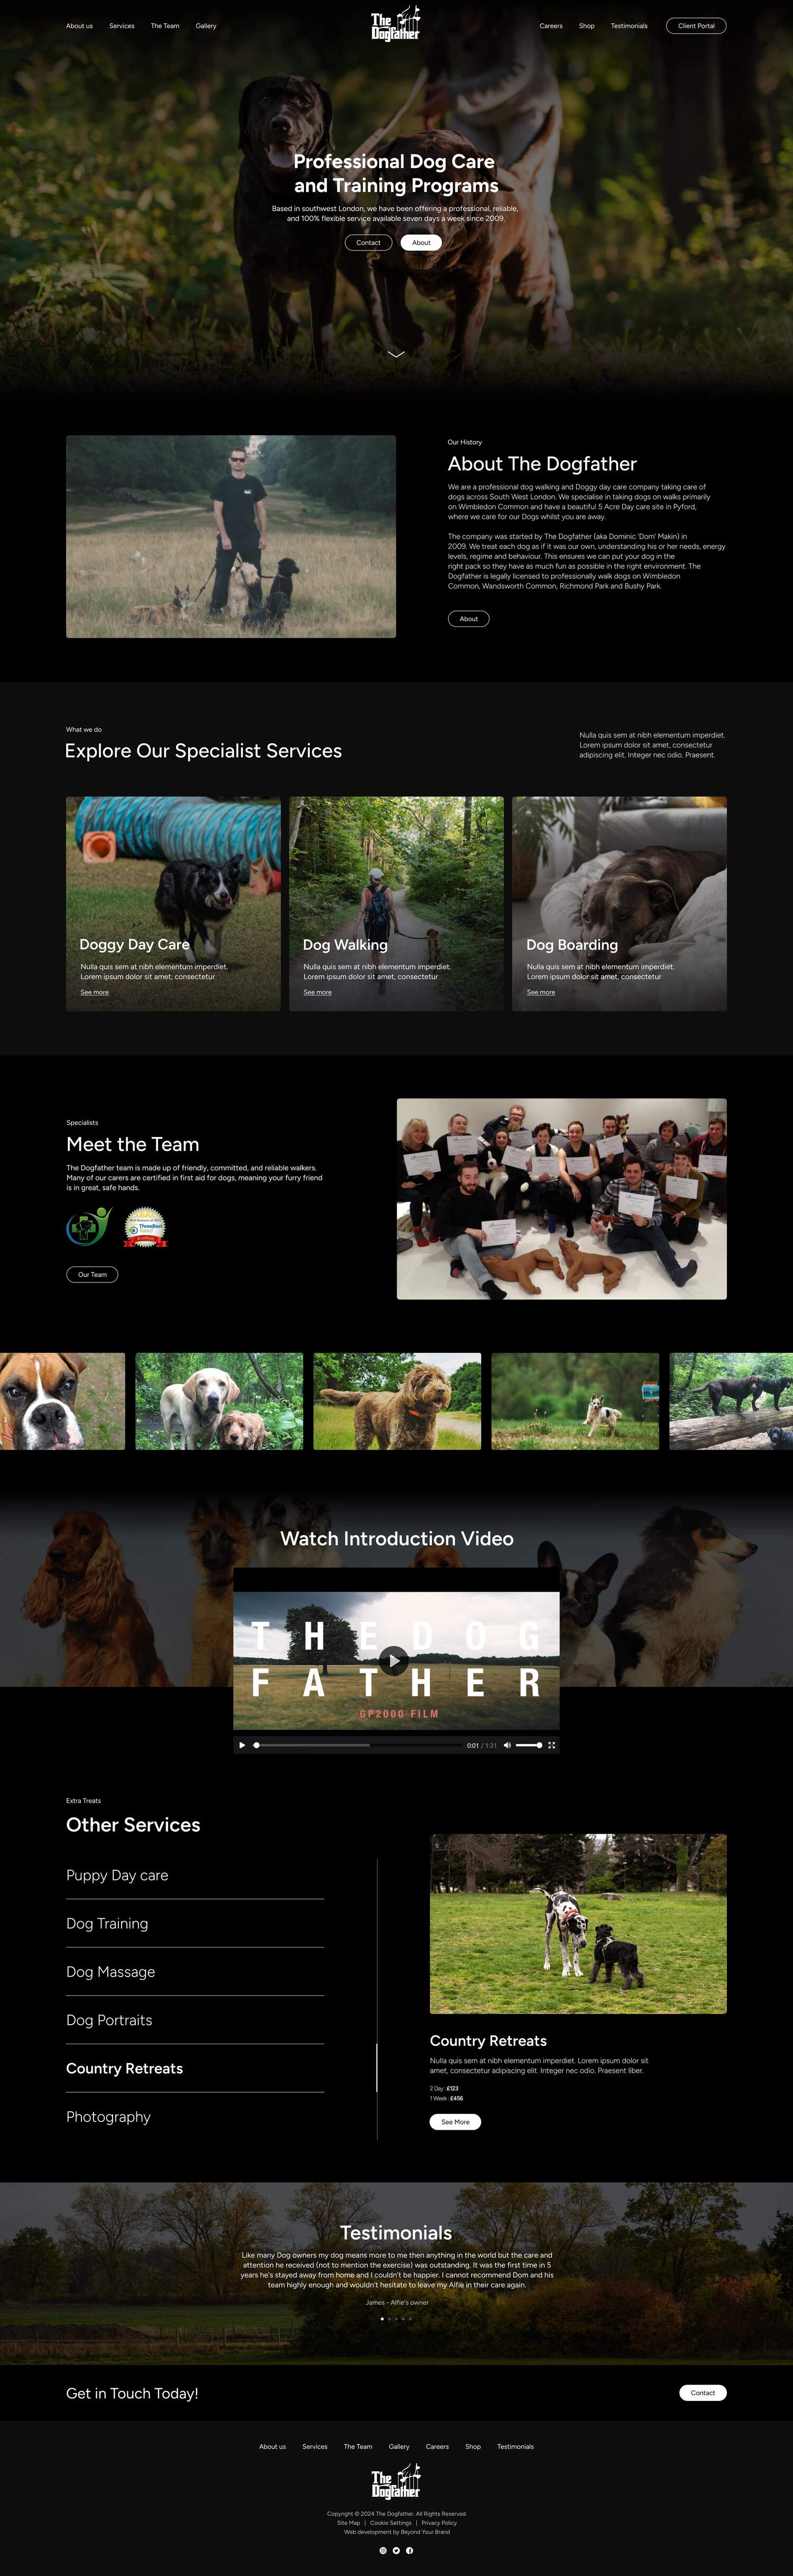 About us Services The Team Gallery
The
Dogfather
Careers Shop Testimonials Client Portal
Professional Dog Care
and Training Programs
Based in southwest London, we have been offering a professional, reliable,
and 100% flexible service available seven days a week since 2009.
Contact About
Our History
About The Dogfather
We are a professional dog walking and Doggy day care company taking care of
dogs across South West London. We specialise in taking dogs on walks primarily
on Wimbledon Common and have a beautiful 5 Acre Day care site in Pyford,
where we care for our Dogs whilst you are away.
The company was started by The Dogfather (aka Dominic 'Dom' Makin) in
2009. We treat each dog as if it was our own, understanding his or her needs, energy
levels, regime and behaviour. This ensures we can put your dog in the
right pack so they have as much fun as possible in the right environment. The
Dogfather is legally licensed to professionally walk dogs on Wimbledon
Common, Wandsworth Common, Richmond Park and Bushy Park.
About
What we do
Explore Our Specialist Services
Nulla quis sem at nibh elementum imperdiet.
Lorem ipsum dolor sit amet, consectetur
adipiscing elit. Integer nec odio. Praesent.
Doggy Day Care
Nulla quis sem at nibh elementum imperdiet.
Lorem ipsum dolor sit amet, consectetur
See more
Dog Walking
Nulla quis sem at nibh elementum imperdiet.
Lorem ipsum dolor sit amet, consectetur
See more
Dog Boarding
Nulla quis sem at nibh elementum imperdiet.
Lorem ipsum dolor sit amet, consectetur
See more
Specialists
Meet the Team
The Dogfather team is made up of friendly, committed, and reliable walkers.
Many of our carers are certified in first aid for dogs, meaning your furry friend
is in great, safe hands.
ThreeBest
Rated
Our Team
Watch Introduction Video
THE DOG
FATHER
GP2000 FILM
0:01 / 1:31
Extra Treats
Other Services
Puppy Day care
Dog Training
Dog Massage
Dog Portraits
Country Retreats
Photography
Country Retreats
Nulla quis sem at nibh elementum imperdiet. Lorem ipsum dolor sit
amet, consectetur adipiscing elit. Integer nec odio. Praesent liber.
2 Day: £123
1 Week: £456
See More
Testimonials
Like many Dog owners my dog means more to me then anything in the world but the care and
attention he received (not to mention the exercise) was outstanding. It was the first time in 5
years he's stayed away from home and I couldn't be happier. I cannot recommend Dom and his
team highly enough and wouldn't hesitate to leave my Alfie in their care again.
James - Alfie's owner
Get in Touch Today!
Contact
About us Services The Team Gallery Careers Shop Testimonials
The
Dogfather
Copyright © 2024 The Dogfather. All Rights Reserved.
Site Map | Cookie Settings | Privacy Policy
Web development by Beyond Your Brand